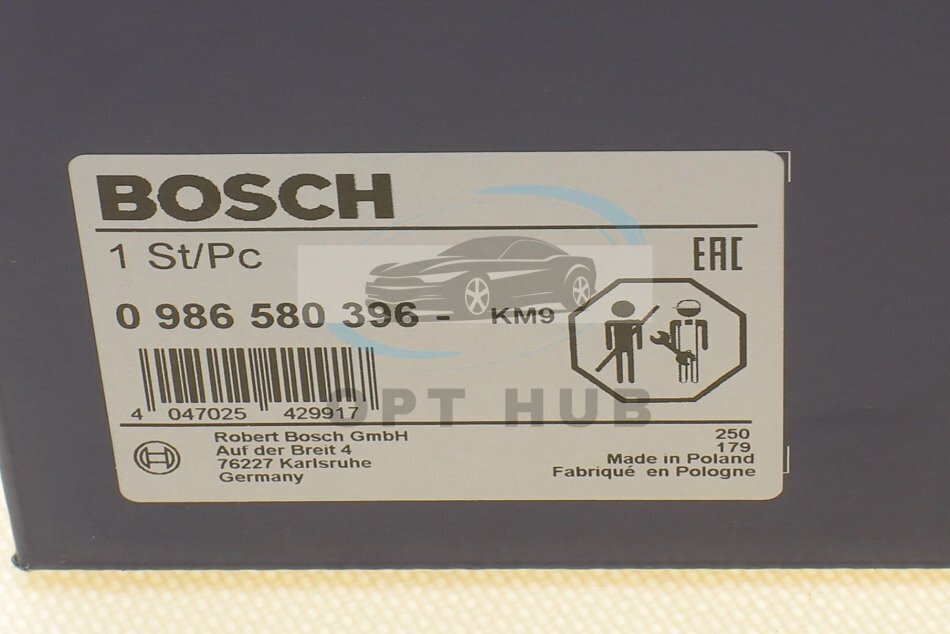 BOSCH
1 St/Pc
EAC
0 986 580 396 - KM9
OPT HUB
4 047025 429917
Robert Bosch GmbH
Auf der Breit 4
76227 Karlsruhe
Germany
250
179
Made in Poland
Fabriqué en Pologne